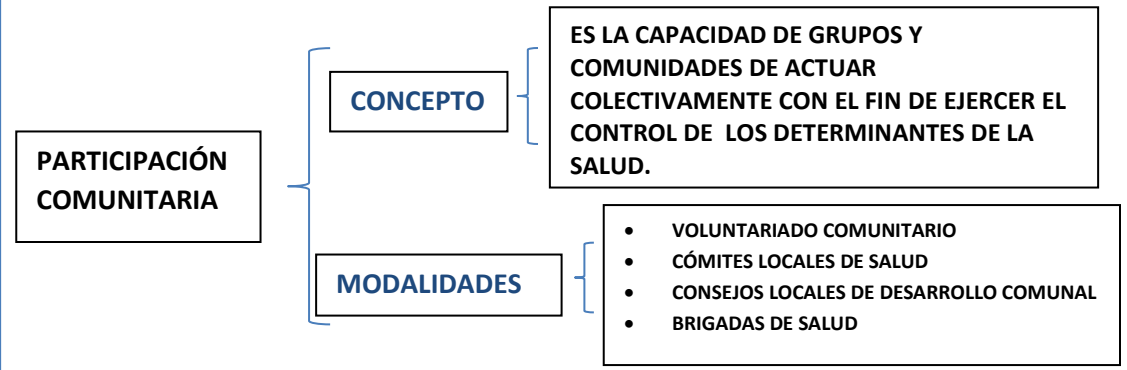 PARTICIPACIÓN
COMUNITARIA
CONCEPTO
ES LA CAPACIDAD DE GRUPOS Y
COMUNIDADES DE ACTUAR
COLECTIVAMENTE CON EL FIN DE EJERCER EL
CONTROL DE LOS DETERMINANTES DE LA
SALUD.
MODALIDADES
• VOLUNTARIADO COMUNITARIO
• CÓMITES LOCALES DE SALUD
• CONSEJOS LOCALES DE DESARROLLO COMUNAL
• BRIGADAS DE SALUD